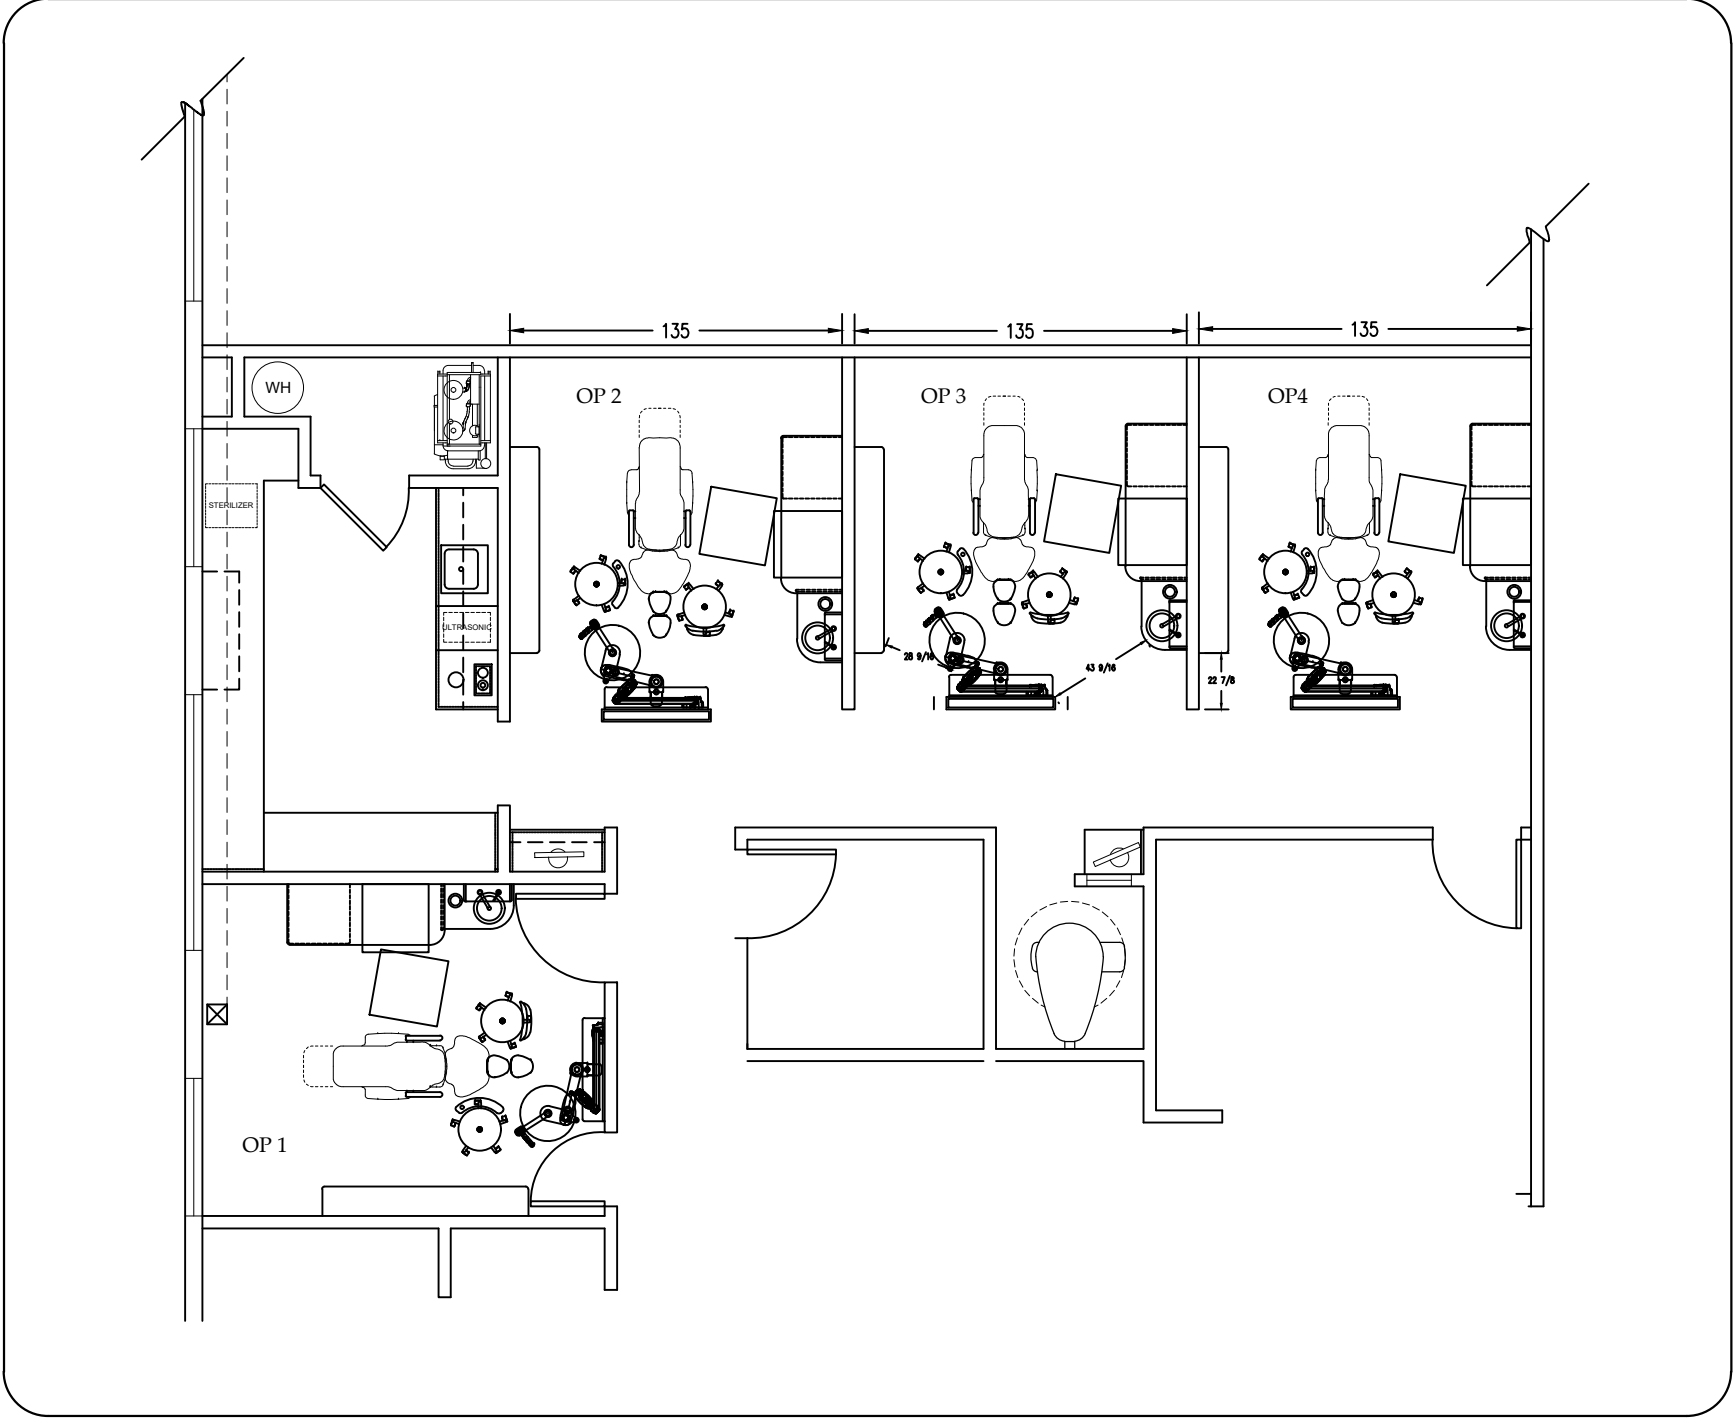 135
135
135
WH
OP 2
OP 3
OP4
STERILIZER
ULTRASONIC
28 9/16
43 9/16
22 7/8
OP 1